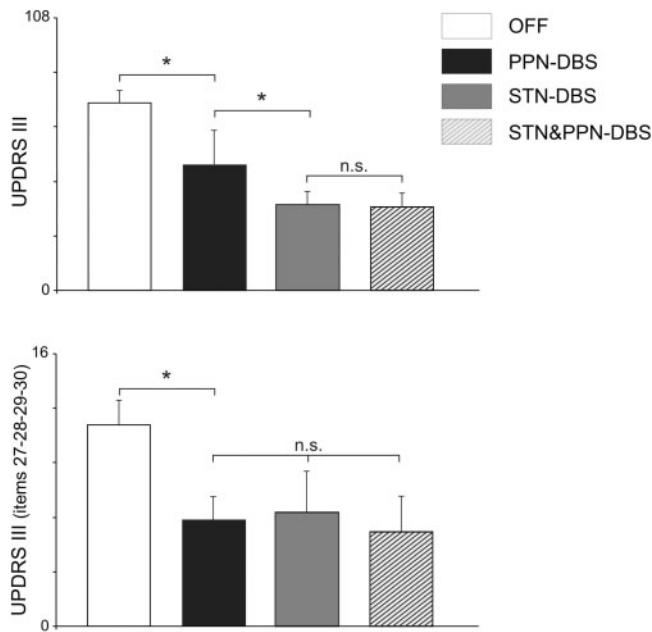 108
OFF
PPN-DBS
STN-DBS
STN&PPN-DBS
*
*
n.s.
UPDRS III
0
16
*
n.s.
UPDRS III (items 27-28-29-30)
0